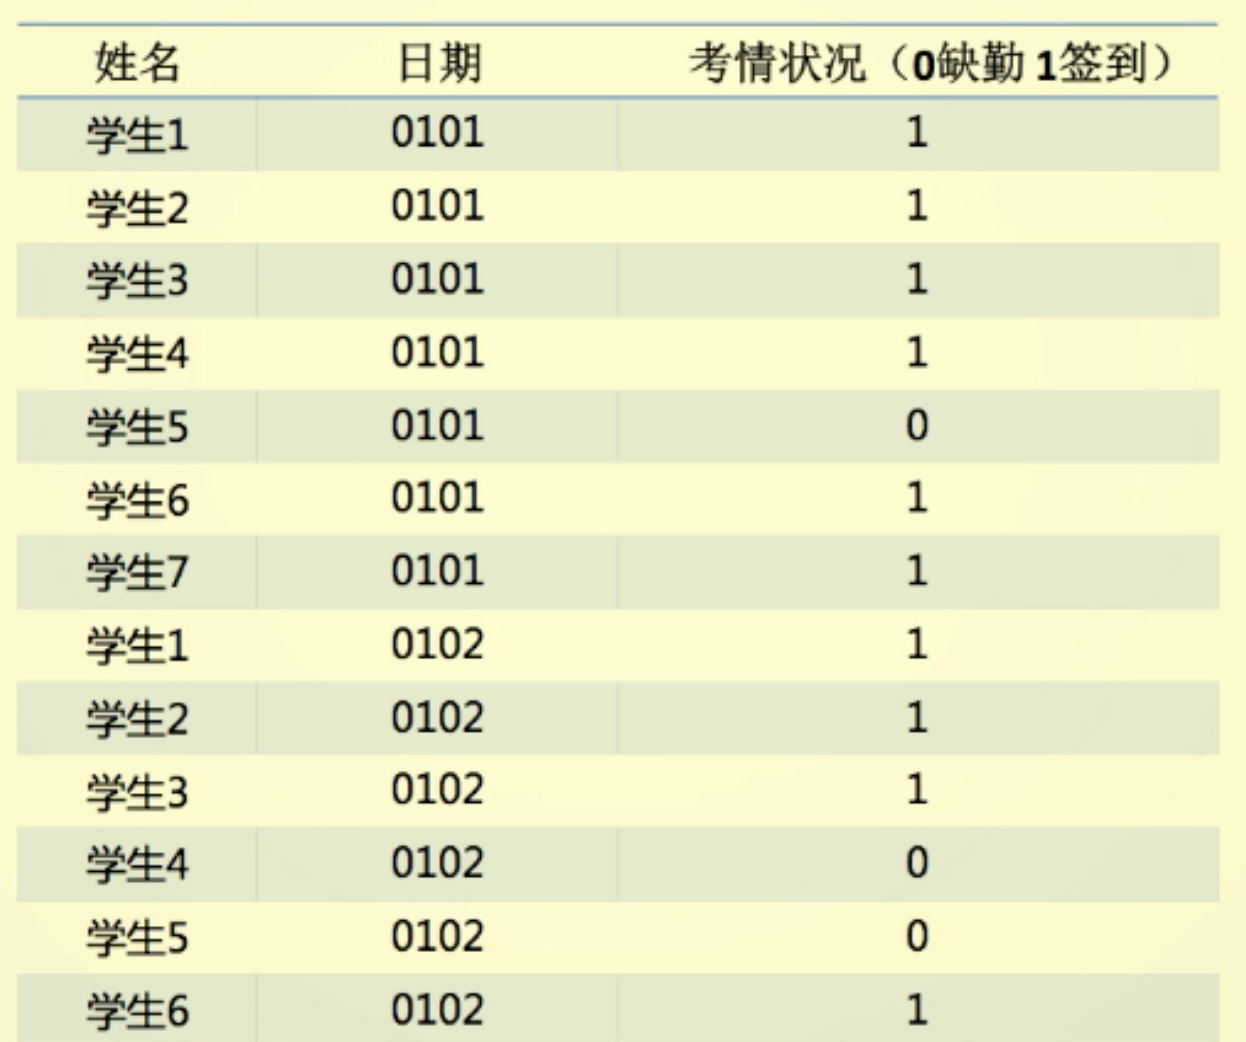 姓名 日期 考情状况（0缺勤 1签到）
学生1 0101 1
学生2 0101 1
学生3 0101 1
学生4 0101 1
学生5 0101 0
学生6 0101 1
学生7 0101 1
学生1 0102 1
学生2 0102 1
学生3 0102 1
学生4 0102 0
学生5 0102 0
学生6 0102 1